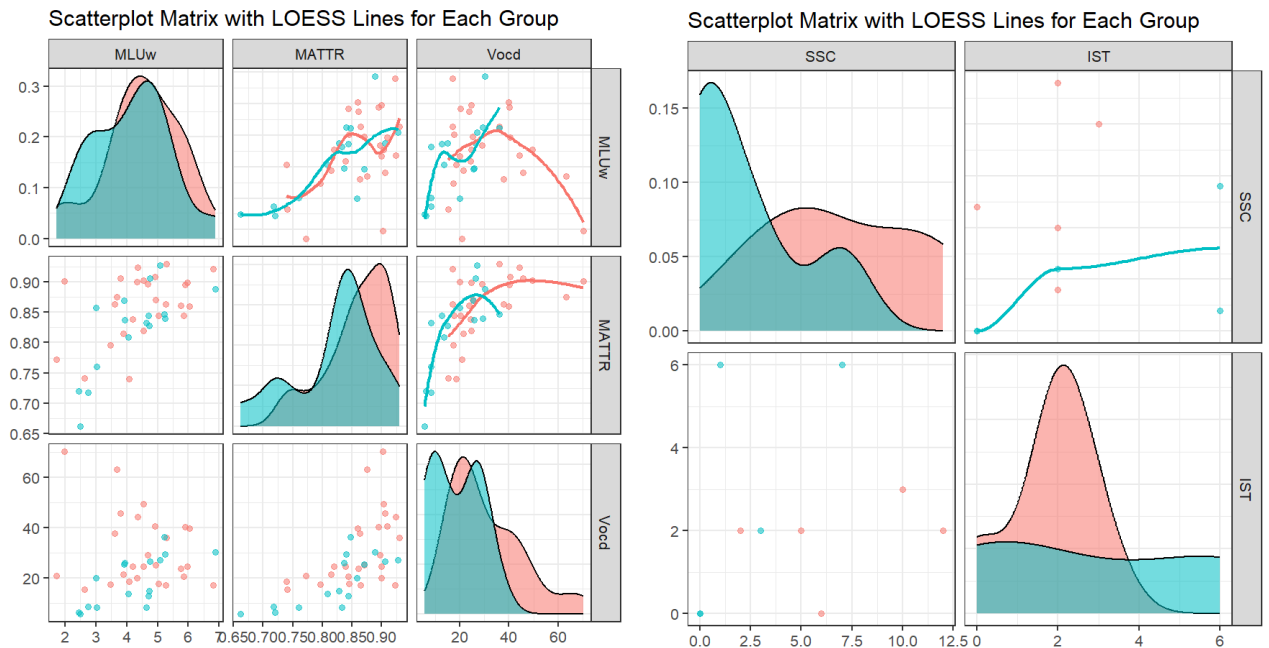 Scatterplot Matrix with LOESS Lines for Each Group
MLUw MATTR Vocd
0.3
0.2
0.1
0.0
MLUw
0.90
0.85
0.80
0.75
0.70
0.65
MATTR
60
40
20
Vocd
2 3 4 5 6 7 0.65 0.70 0.75 0.80 0.85 0.90 20 40 60
Scatterplot Matrix with LOESS Lines for Each Group
SSC IST
0.15
0.10
0.05
0.00
SSC
6
4
2
0
IST
0.0 2.5 5.0 7.5 10.0 12.5 0 2 4 6